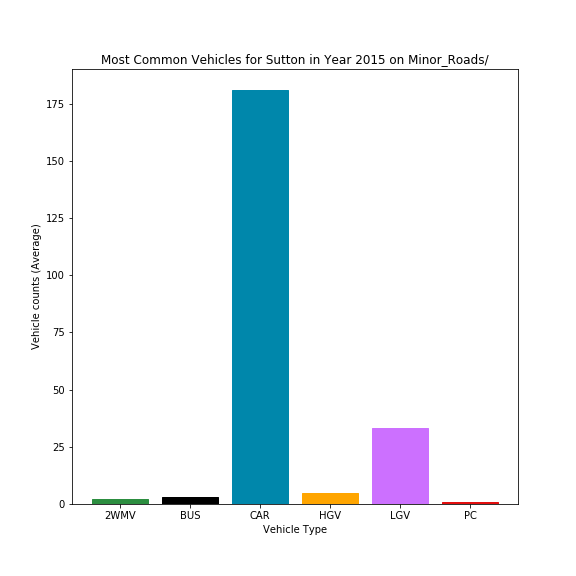 Most Common Vehicles for Sutton in Year 2015 on Minor_Roads/
Vehicle counts (Average)
175
150
125
100
75
50
25
0
2WMV BUS CAR HGV LGV PC
Vehicle Type